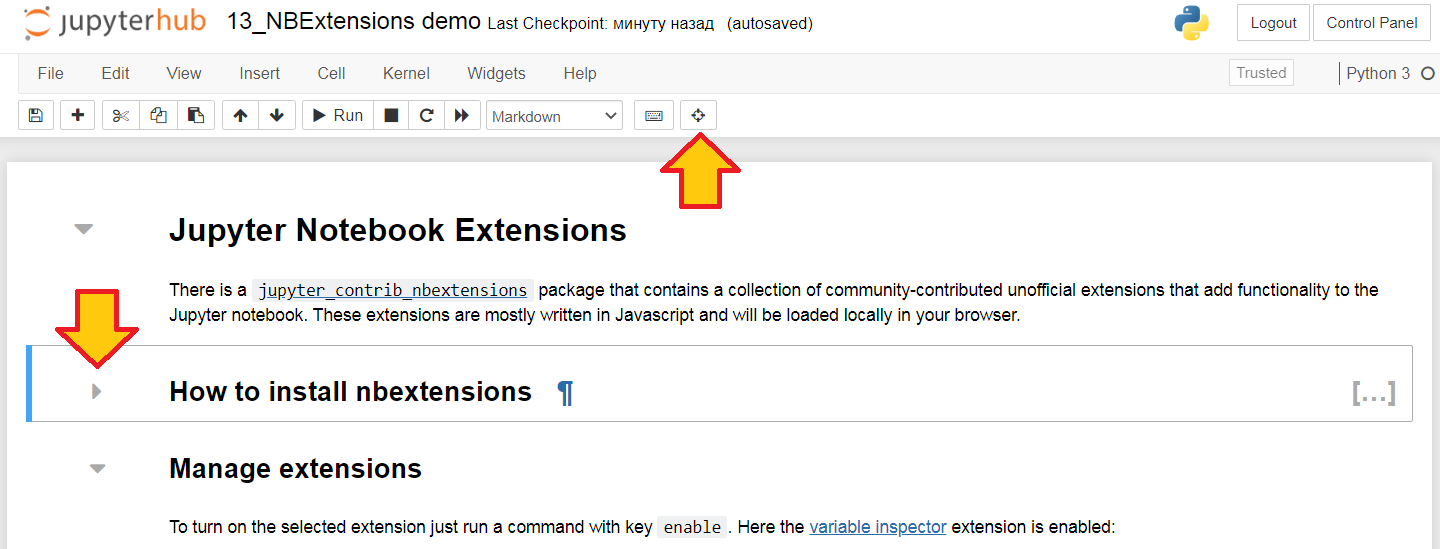 jupyterhub 13_NBExtensions demo Last Checkpoint: минуту назад (autosaved) Logout Control Panel
File Edit View Insert Cell Kernel Widgets Help Trusted Python 3
Run Markdown
Jupyter Notebook Extensions
There is a jupyter_contrib_nbextensions package that contains a collection of community-contributed unofficial extensions that add functionality to the
Jupyter notebook. These extensions are mostly written in Javascript and will be loaded locally in your browser.
How to install nbextensions ¶ [...]
Manage extensions
To turn on the selected extension just run a command with key enable. Here the variable inspector extension is enabled: